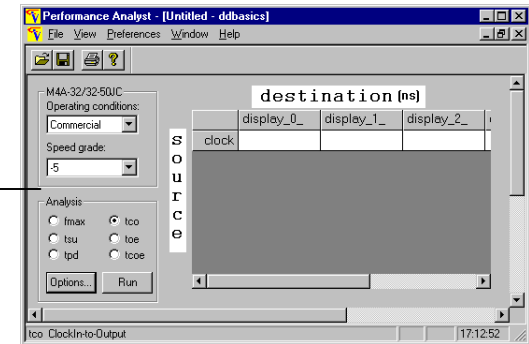 Performance Analyst - [Untitled - ddbasics]
File View Preferences Window Help
M4A-32/32-50JC
Operating conditions:
Commercial
Speed grade:
-5
Analysis
fmax
tco
tsu
toe
tpd
tcoe
Options...
Run
destination (ns)
source
display_0_ display_1_ display_2_
clock
tco ClockIn-to-Output
17:12:52